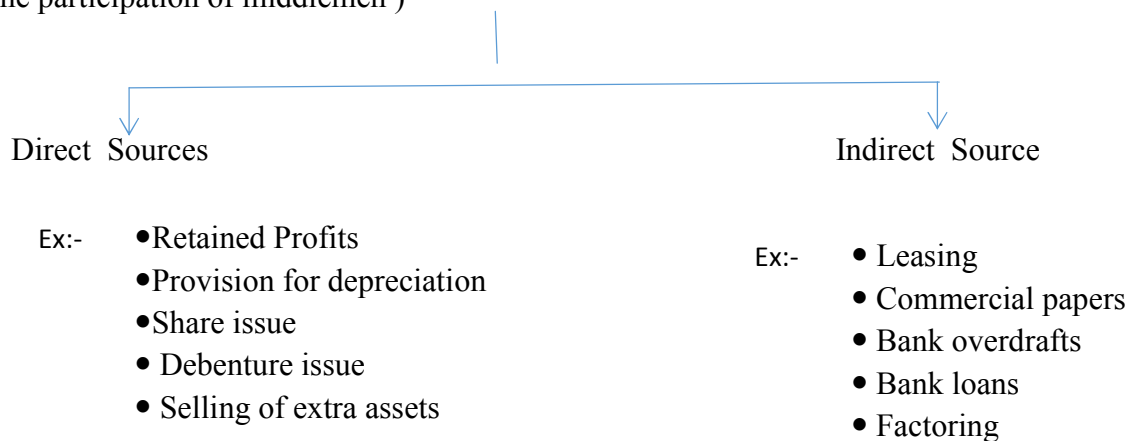 he participation of middlemen )
Direct Sources
Ex:- •Retained Profits
•Provision for depreciation
•Share issue
• Debenture issue
• Selling of extra assets
Indirect Source
Ex:- • Leasing
• Commercial papers
• Bank overdrafts
• Bank loans
• Factoring